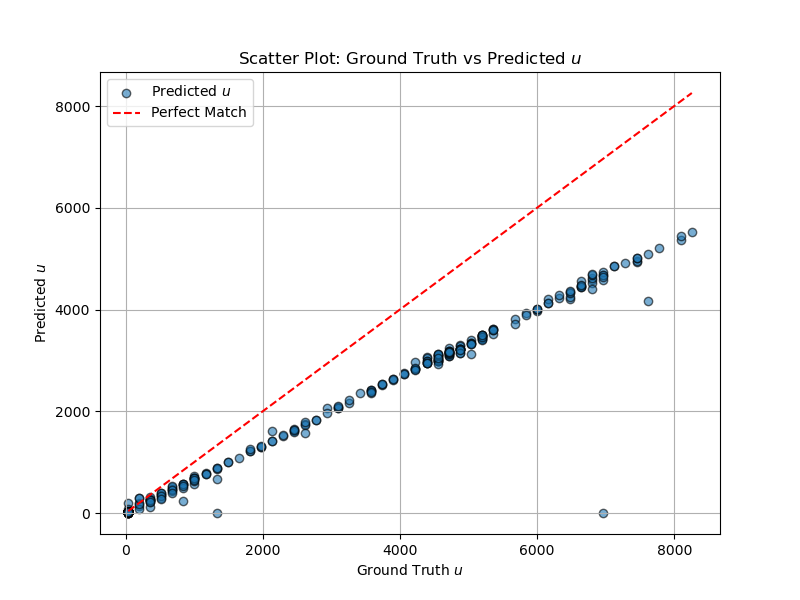 Scatter Plot: Ground Truth vs Predicted u
Predicted u
Perfect Match
8000
6000
4000
2000
0
Predicted u
0 2000 4000 6000 8000
Ground Truth u